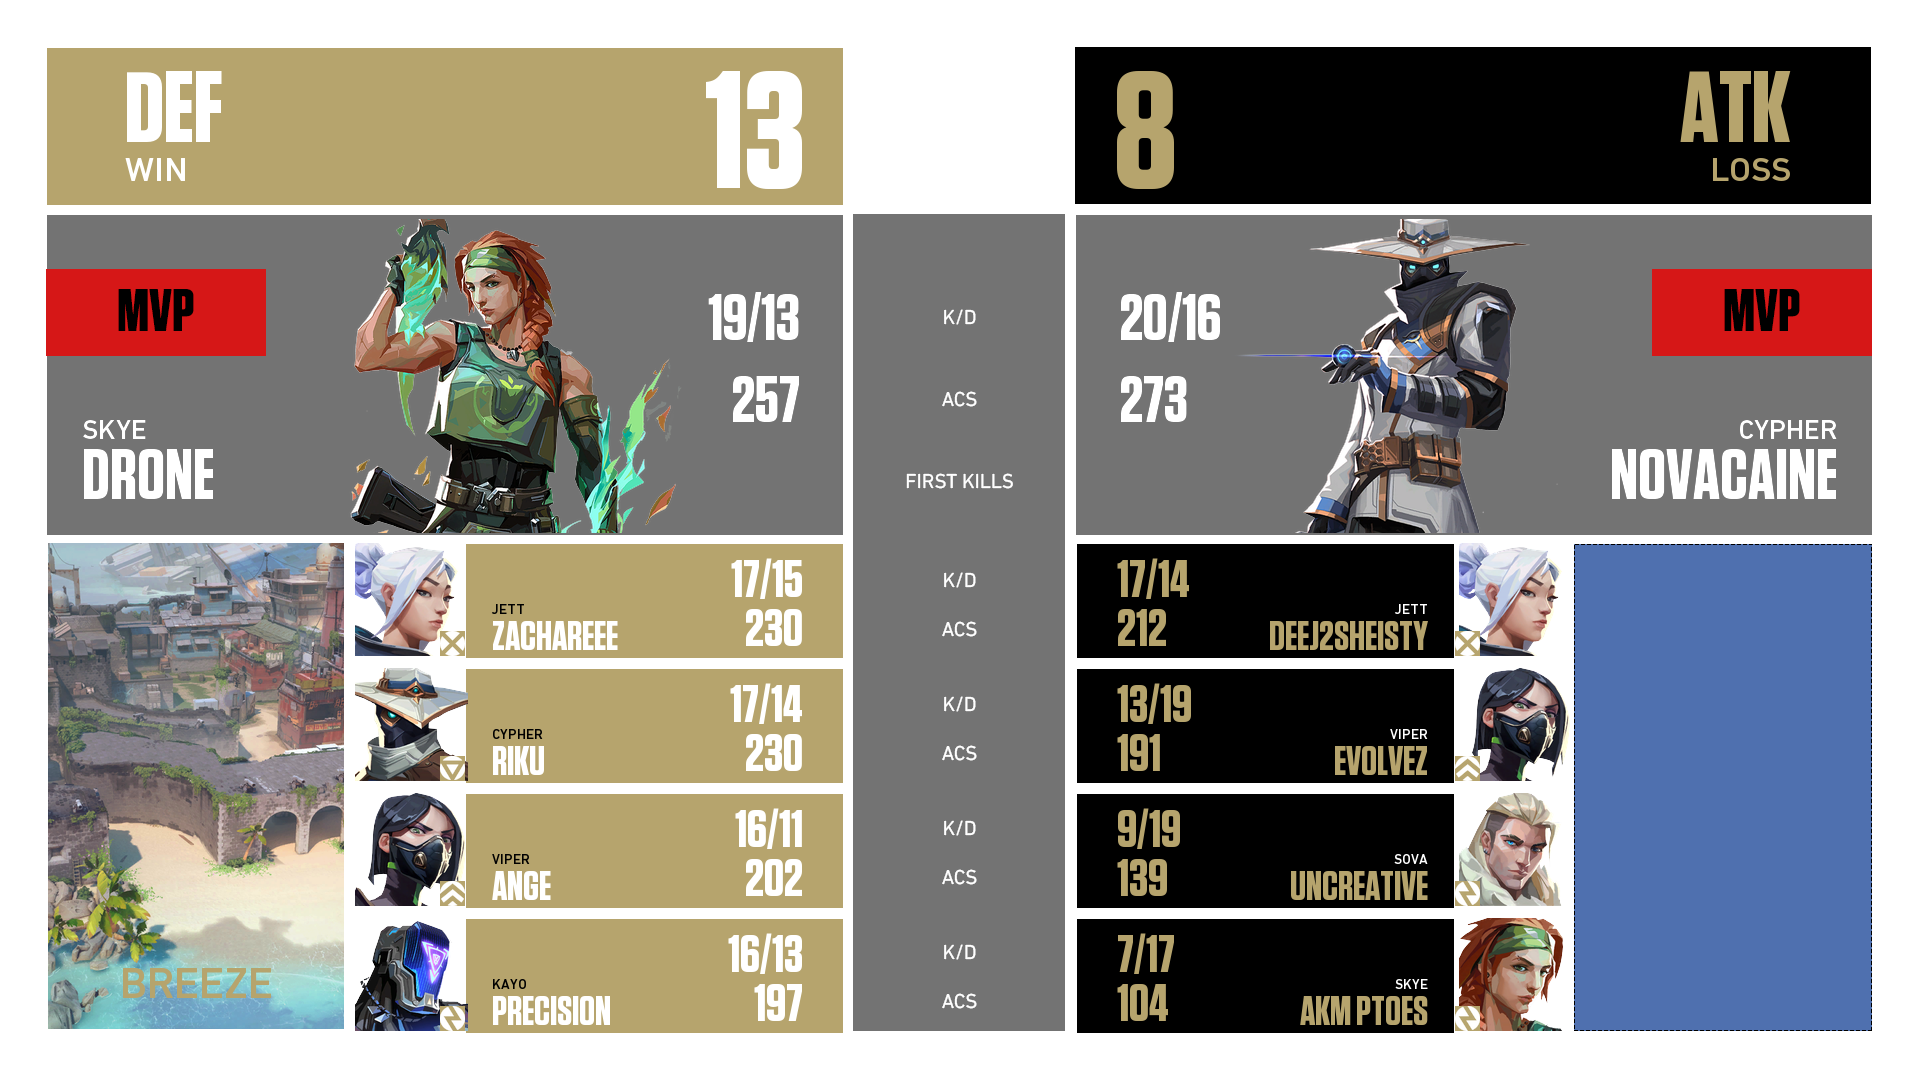 DEF
WIN
13
8
ATK
LOSS
MVP
SKYE
DRONE
19/13
257
K/D
ACS
FIRST KILLS
20/16
273
MVP
CYPHER
NOVACAINE
JETT
ZACHAREEE
17/15
230
K/D
ACS
17/14
212
JETT
DEEJ2SHEISTY
CYPHER
RIKU
17/14
230
K/D
ACS
13/19
191
VIPER
EVOLVEZ
VIPER
ANGE
16/11
202
K/D
ACS
9/19
139
SOVA
UNCREATIVE
BREEZE
KAYO
PRECISION
16/13
197
K/D
ACS
7/17
104
SKYE
AKM PTOES